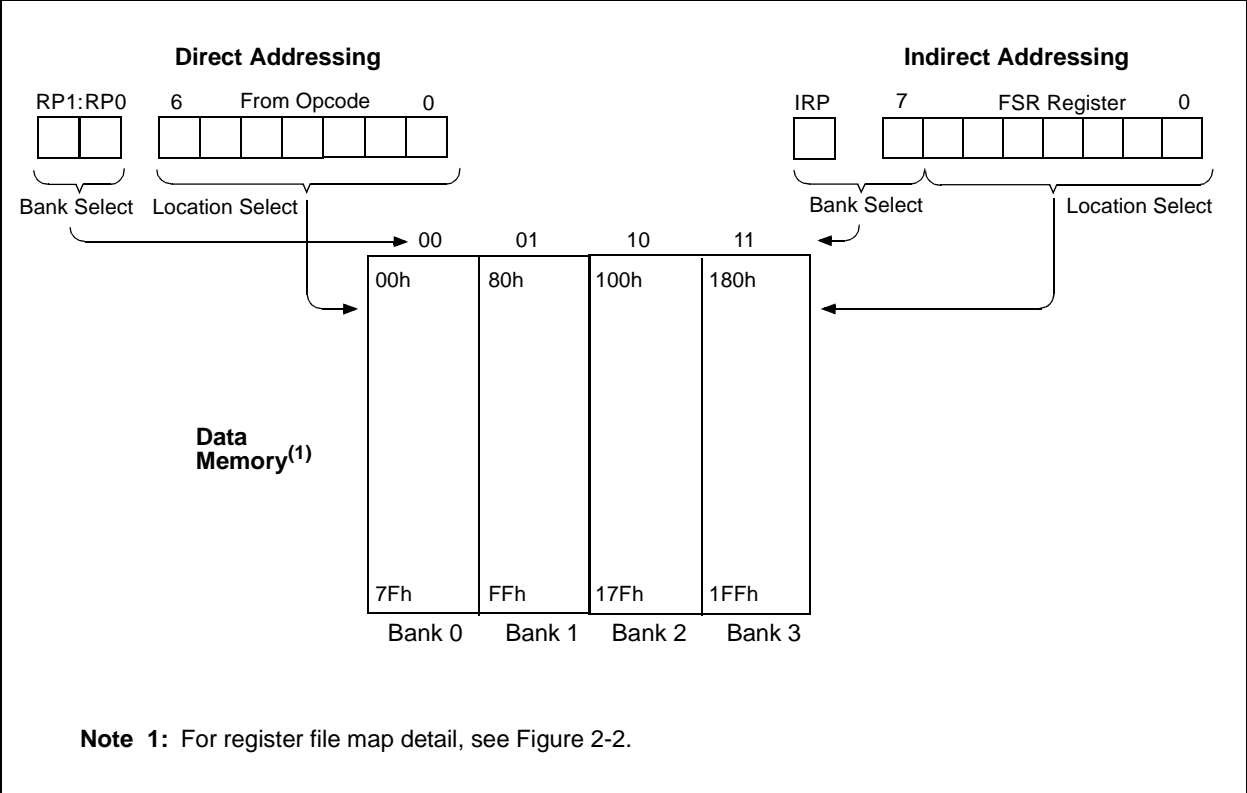 Direct Addressing
Indirect Addressing
RP1:RP0 6 From Opcode 0
IRP 7 FSR Register 0
Bank Select Location Select
Bank Select Location Select
00 01 10 11
00h 80h 100h 180h
Data
Memory(1)
7Fh FFh 17Fh 1FFh
Bank 0 Bank 1 Bank 2 Bank 3
Note 1: For register file map detail, see Figure 2-2.